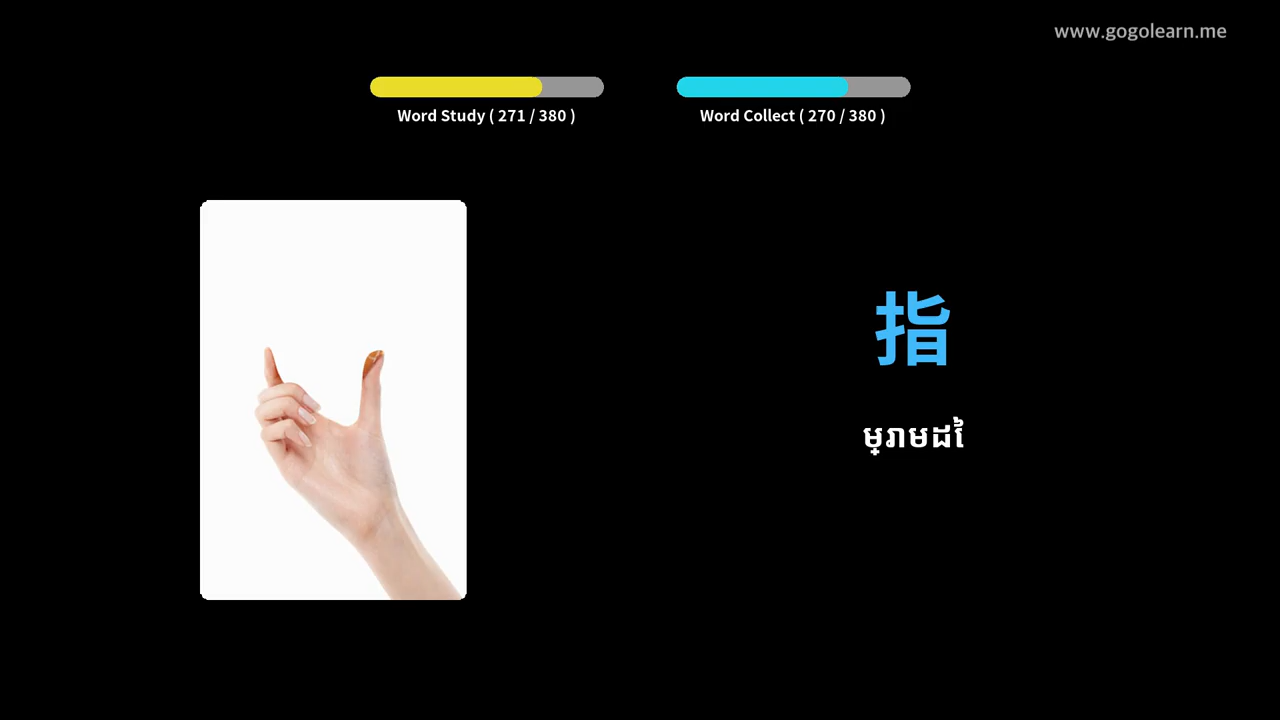 www.gogolearn.me
Word Study ( 271 / 380 )
Word Collect ( 270 / 380 )
指
ម្រាមដៃ